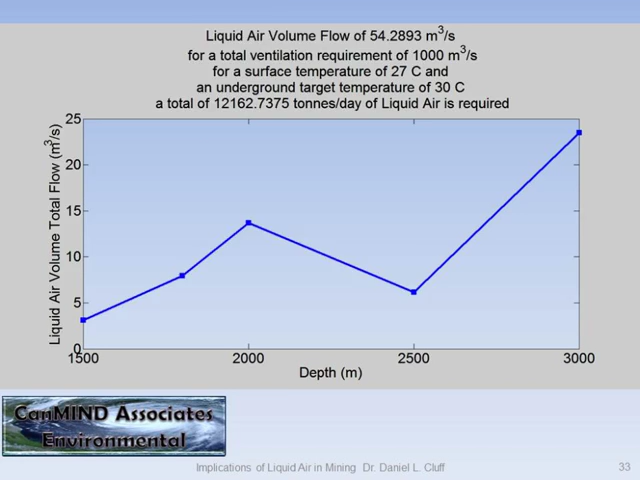 Liquid Air Volume Flow of 54.2893 m³/s
for a total ventilation requirement of 1000 m³/s
for a surface temperature of 27 C and
an underground target temperature of 30 C
a total of 12162.7375 tonnes/day of Liquid Air is required
Liquid Air Volume Total Flow (m³/s)
25
20
15
10
5
0
1500
2000
2500
3000
Depth (m)
CanMIND Associates
Environmental
Implications of Liquid Air in Mining Dr. Daniel L. Cluff
33